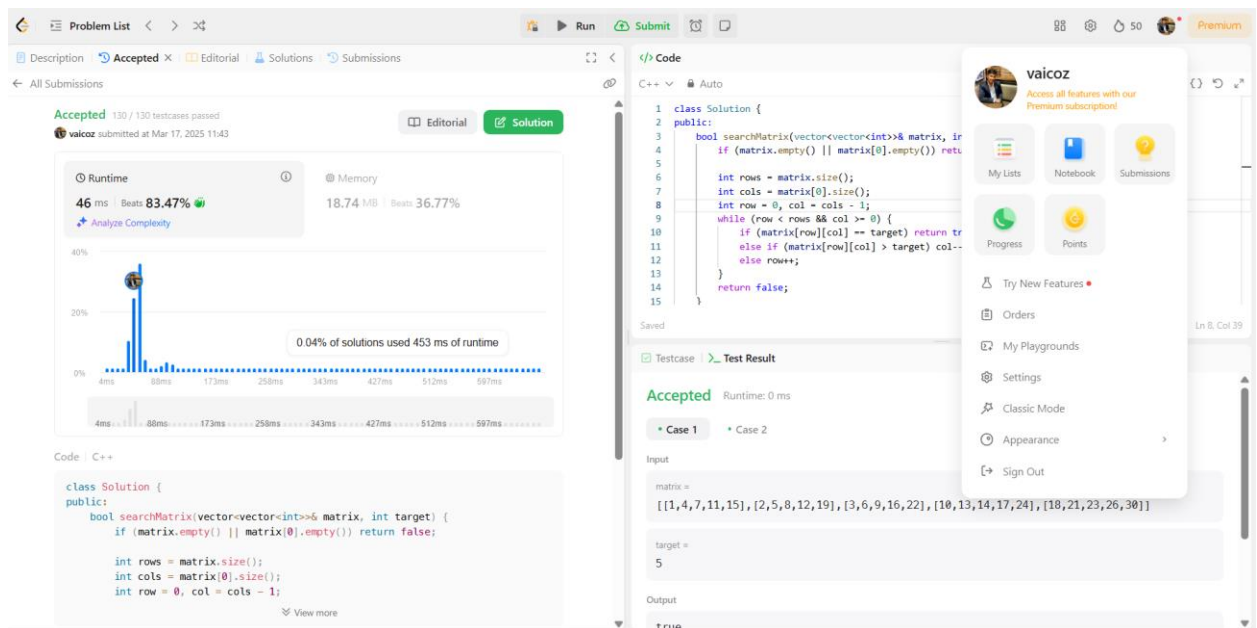 Problem List
Run
Submit
50
Premium
Description
Accepted
Editorial
Solutions
Submissions
All Submissions
Accepted 130 / 130 testcases passed
vaicoz submitted at Mar 17, 2025 11:43
Editorial
Solution
Runtime
46 ms Beats 83.47%
Analyze Complexity
Memory
18.74 MB Beats 36.77%
40%
20%
0%
0.04% of solutions used 453 ms of runtime
4ms 88ms 173ms 258ms 343ms 427ms 512ms 597ms
4ms 88ms 173ms 258ms 343ms 427ms 512ms 597ms
Code C++
class Solution {
public:
bool searchMatrix(vector<vector<int>>& matrix, int target) {
if (matrix.empty() || matrix[0].empty()) return false;
int rows = matrix.size();
int cols = matrix[0].size();
int row = 0, col = cols - 1;
View more
</> Code
C++ Auto
1 class Solution {
2 public:
3 bool searchMatrix(vector<vector<int>>& matrix, in
4 if (matrix.empty() || matrix[0].empty()) retu
5
6 int rows = matrix.size();
7 int cols = matrix[0].size();
8 int row = 0, col = cols - 1;
9 while (row < rows && col >= 0) {
10 if (matrix[row][col] == target) return tr
11 else if (matrix[row][col] > target) col--
12 else row++;
13 }
14 return false;
15 }
Saved
Ln 8, Col 39
Testcase
Test Result
Accepted Runtime: 0 ms
Case 1
Case 2
Input
matrix =
[[1,4,7,11,15],[2,5,8,12,19],[3,6,9,16,22],[10,13,14,17,24],[18,21,23,26,30]]
target =
5
Output
true
vaicoz
Access all features with our
Premium subscription!
My Lists
Notebook
Submissions
Progress
Points
Try New Features
Orders
My Playgrounds
Settings
Classic Mode
Appearance
Sign Out